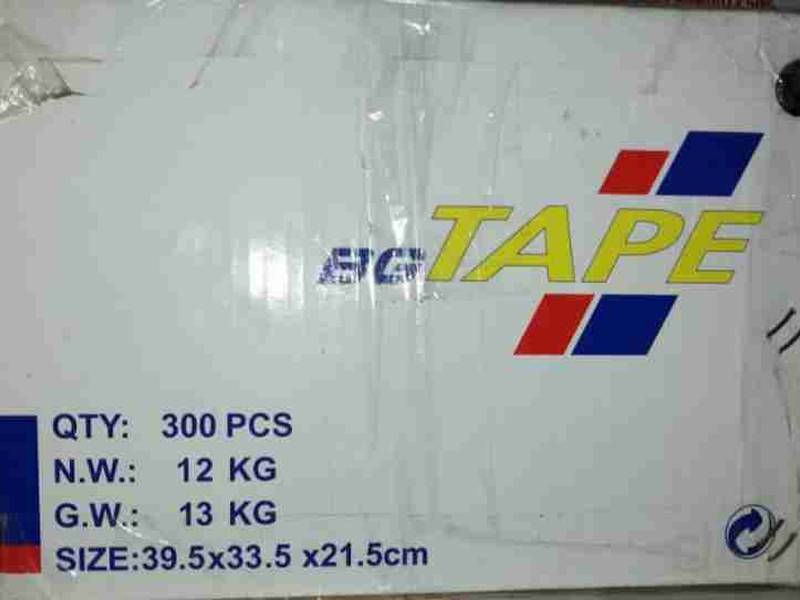 TAPE
QTY: 300 PCS
N.W.: 12 KG
G.W.: 13 KG
SIZE:39.5x33.5 x21.5cm